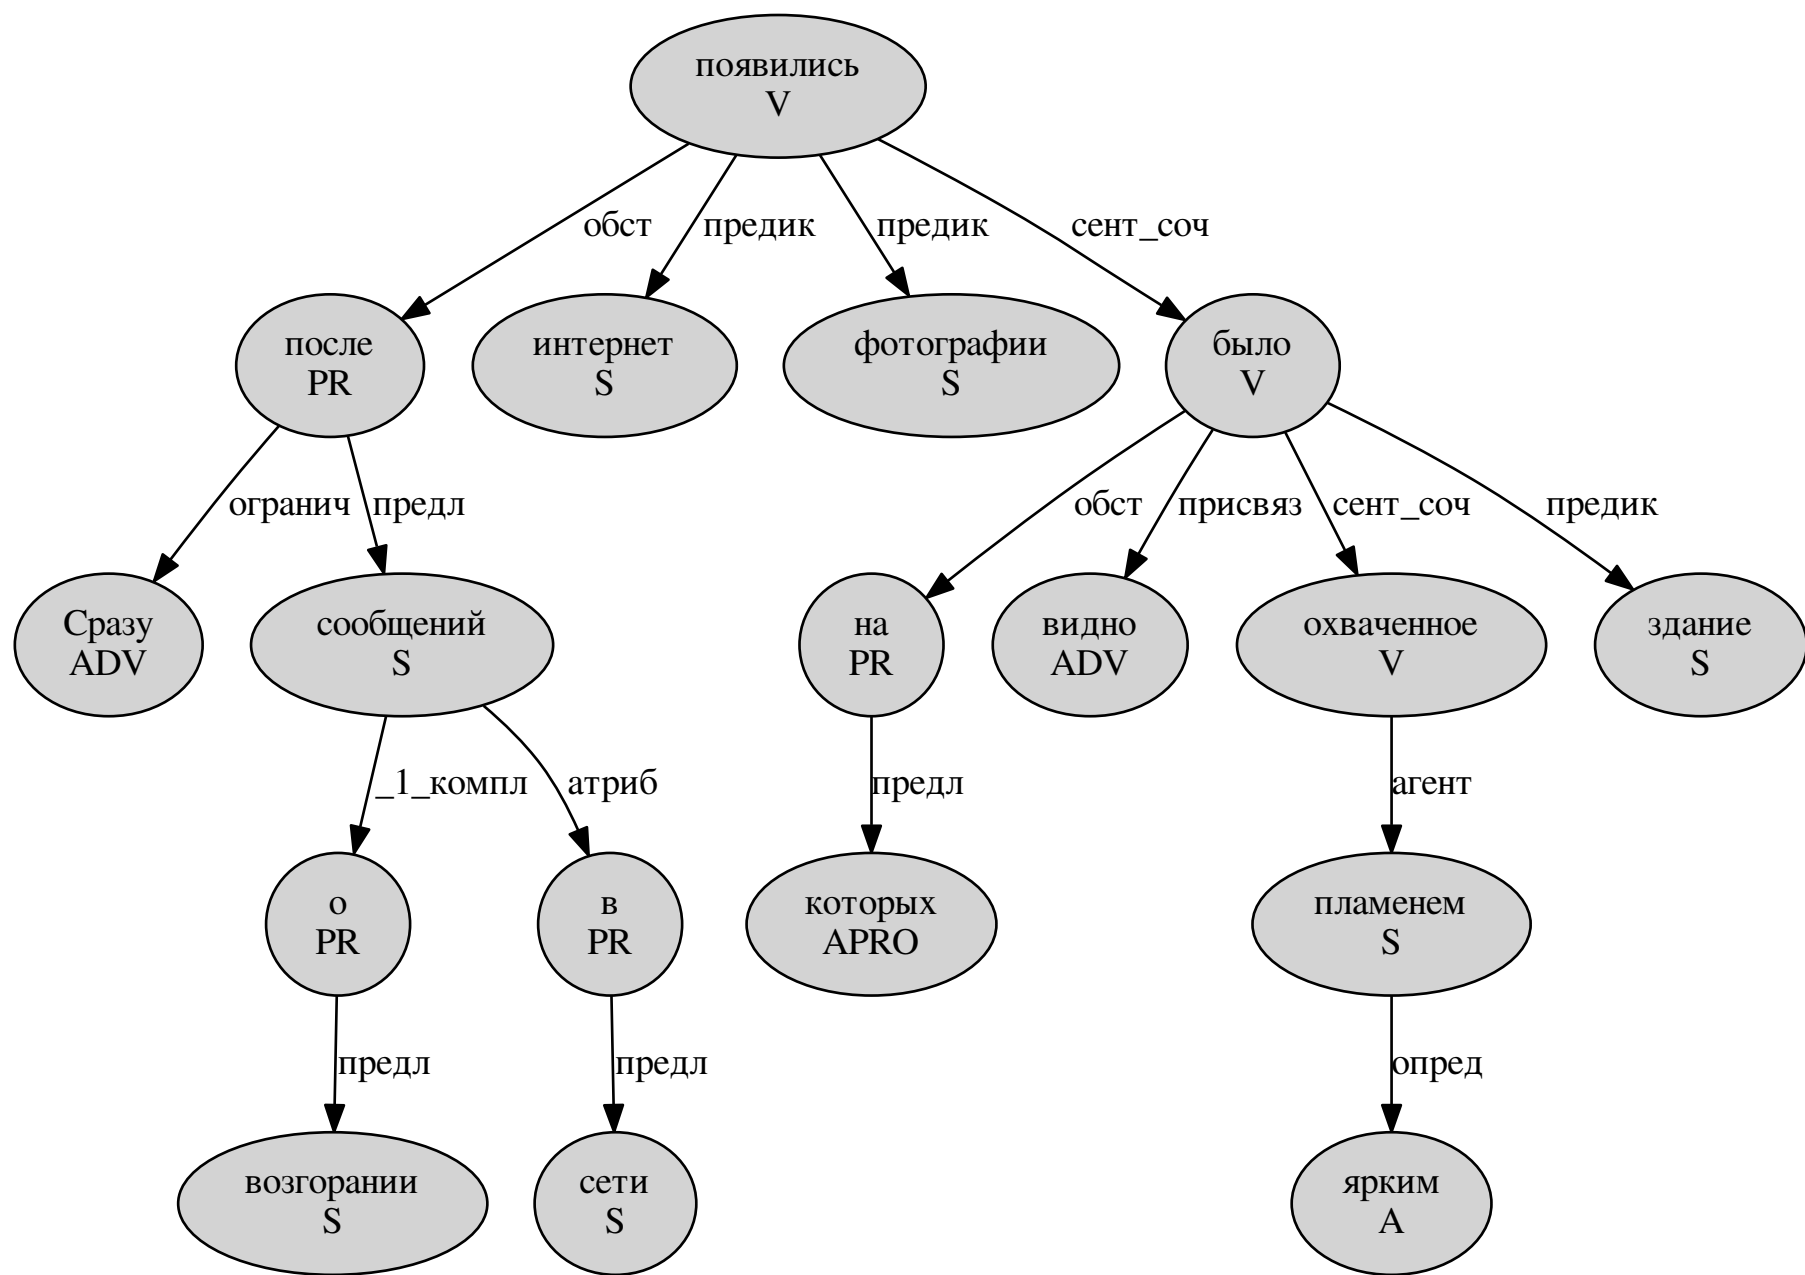 появились
V
обст
предик
предик
сент_соч
после
PR
интернет
S
фотографии
S
было
V
огранич
предл
обст
присвяз
сент_соч
предик
Сразу
ADV
сообщений
S
на
PR
видно
ADV
охваченное
V
здание
S
_1_компл
атриб
предл
агент
о
PR
в
PR
которых
APRO
пламенем
S
предл
предл
опред
возгорании
S
сети
S
ярким
A